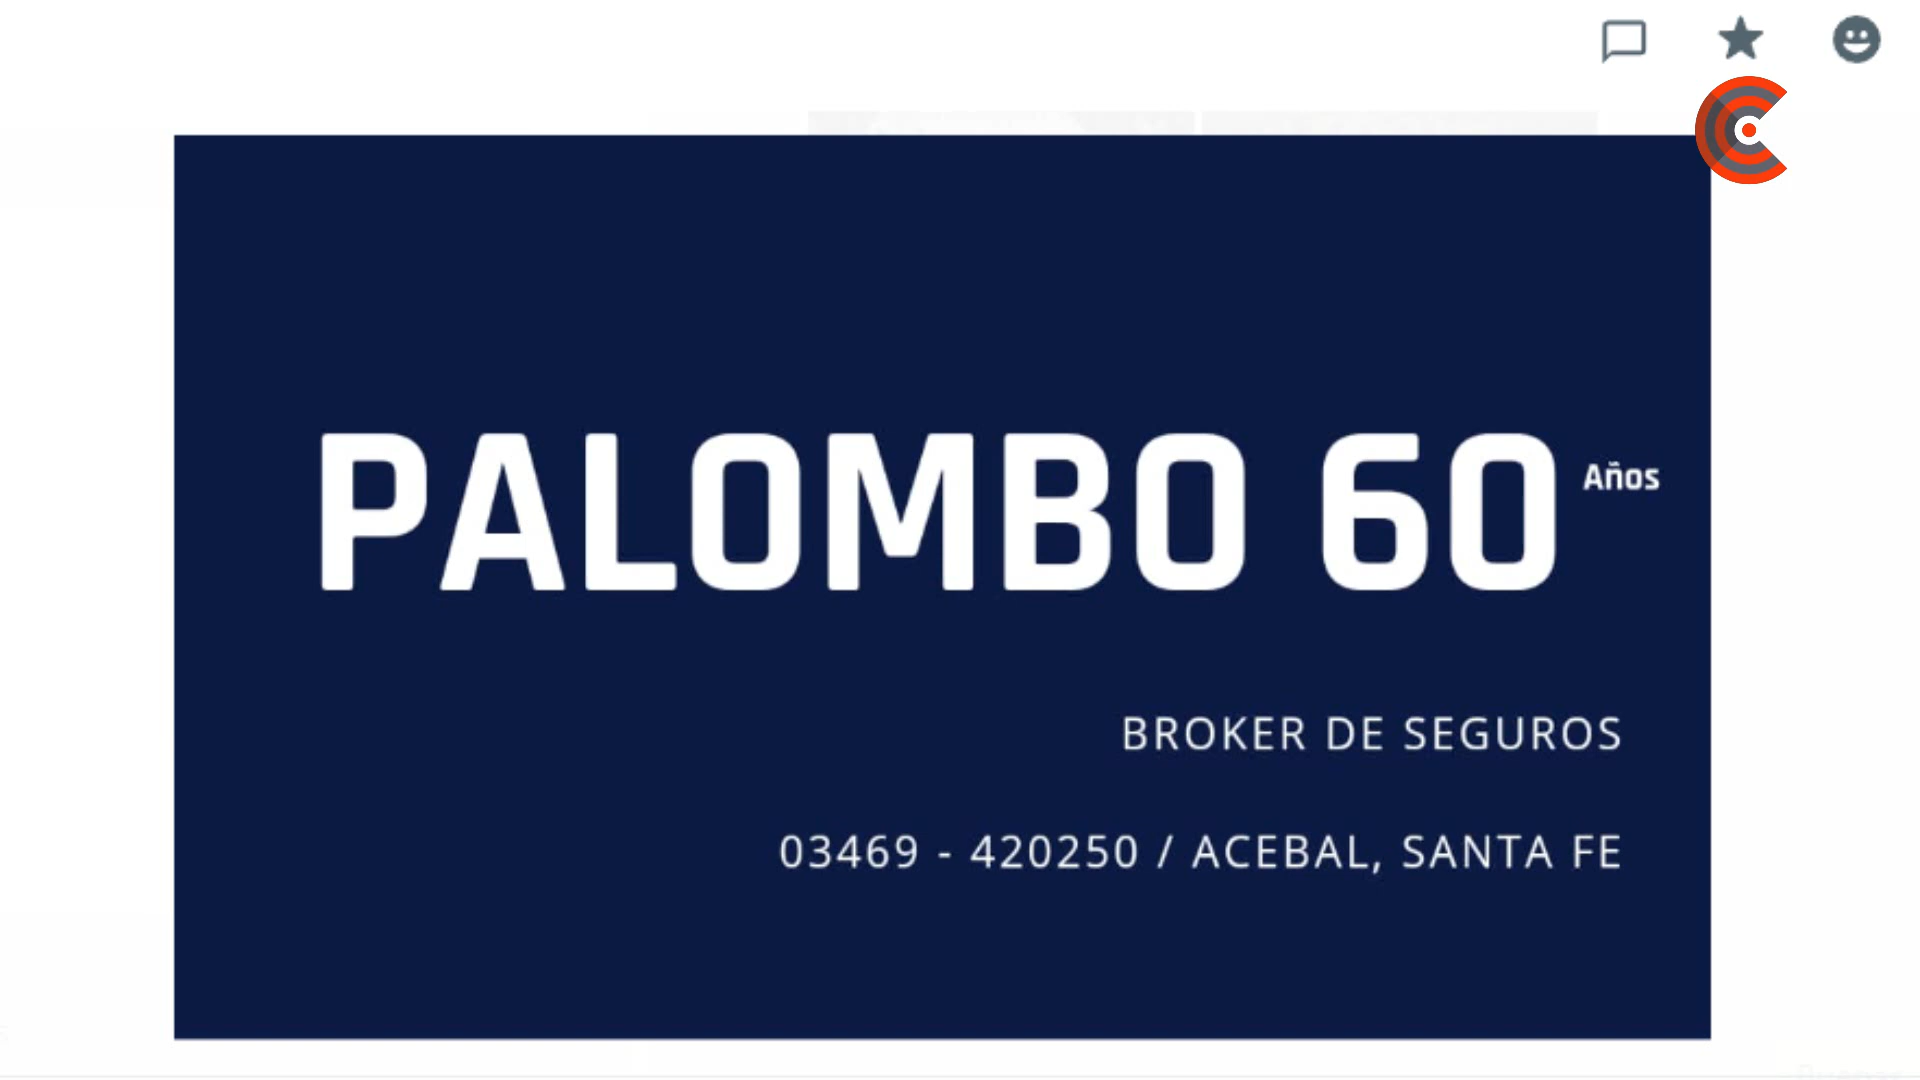 PALOMBO 60 Años
BROKER DE SEGUROS
03469 - 420250 / ACEBAL, SANTA FE